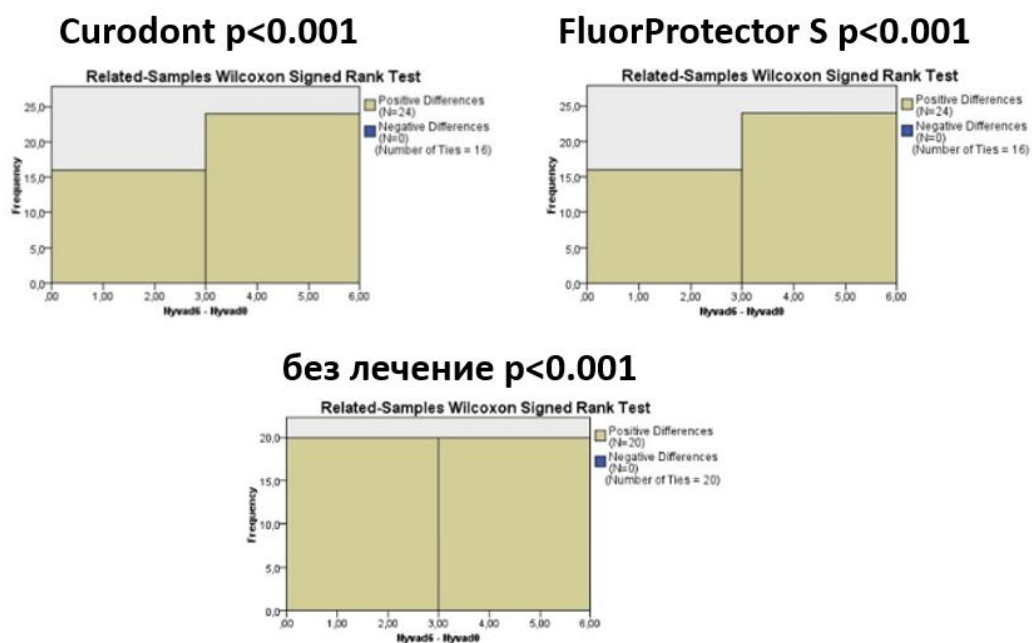 Curodont p<0.001
Related-Samples Wilcoxon Signed Rank Test
Positive Differences
(N=24)
Negative Differences
(N=0)
(Number of Ties = 16)
Frequency
25,0
20,0
15,0
10,0
5,0
0,0
,00 1,00 2,00 3,00 4,00 5,00 6,00
Nyvad6 - Nyvad0
FluorProtector S p<0.001
Related-Samples Wilcoxon Signed Rank Test
Positive Differences
(N=24)
Negative Differences
(N=0)
(Number of Ties = 16)
Frequency
25,0
20,0
15,0
10,0
5,0
0,0
,00 1,00 2,00 3,00 4,00 5,00 6,00
Nyvad6 - Nyvad0
без лечение p<0.001
Related-Samples Wilcoxon Signed Rank Test
Positive Differences
(N=20)
Negative Differences
(N=0)
(Number of Ties = 20)
Frequency
20,0
15,0
10,0
5,0
0,0
,00 1,00 2,00 3,00 4,00 5,00 6,00
Nyvad6 - Nyvad0